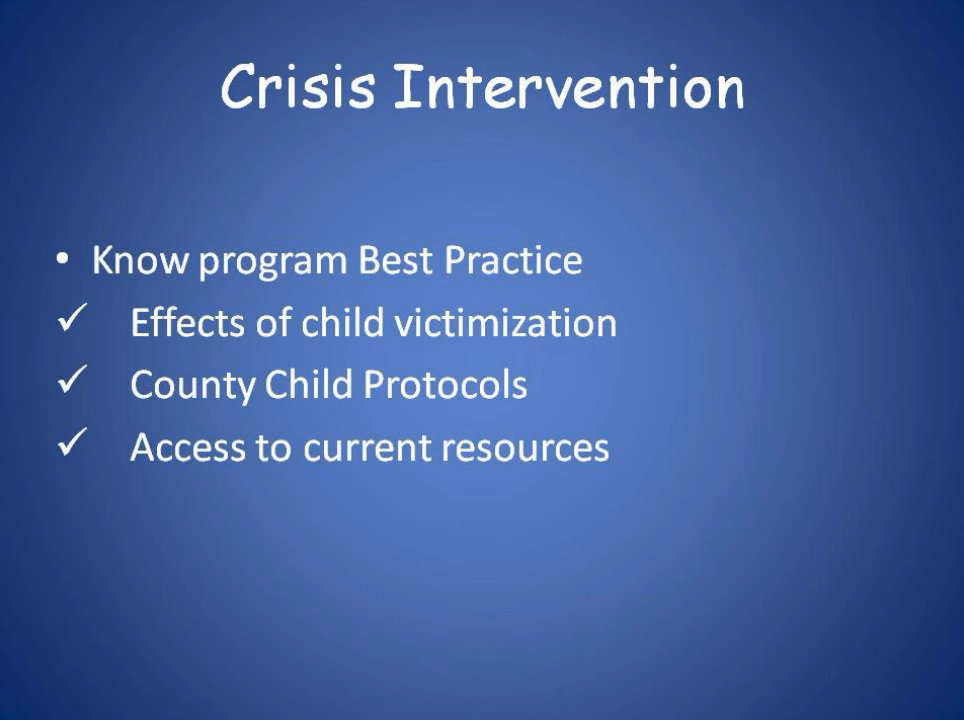 Crisis Intervention
• Know program Best Practice
✓ Effects of child victimization
✓ County Child Protocols
✓ Access to current resources